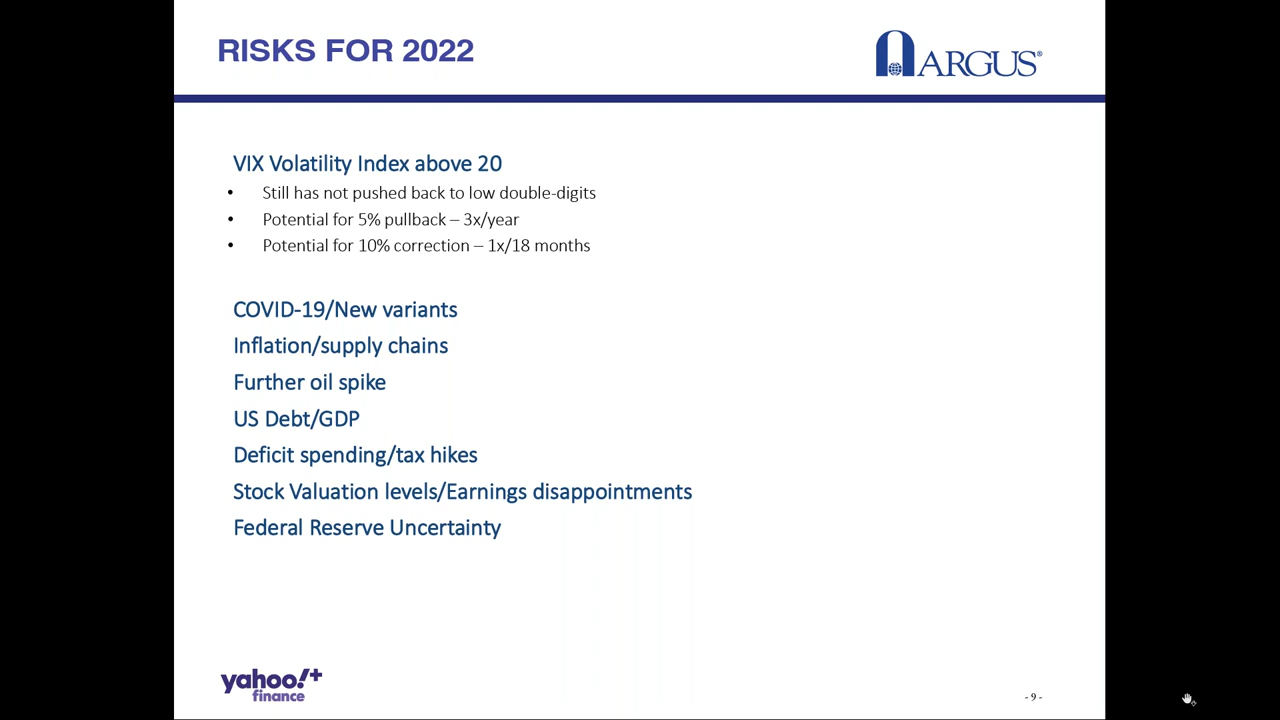 RISKS FOR 2022
ARGUS®
VIX Volatility Index above 20
• Still has not pushed back to low double-digits
• Potential for 5% pullback – 3x/year
• Potential for 10% correction – 1x/18 months
COVID-19/New variants
Inflation/supply chains
Further oil spike
US Debt/GDP
Deficit spending/tax hikes
Stock Valuation levels/Earnings disappointments
Federal Reserve Uncertainty
yahoo!+
finance
- 9 -